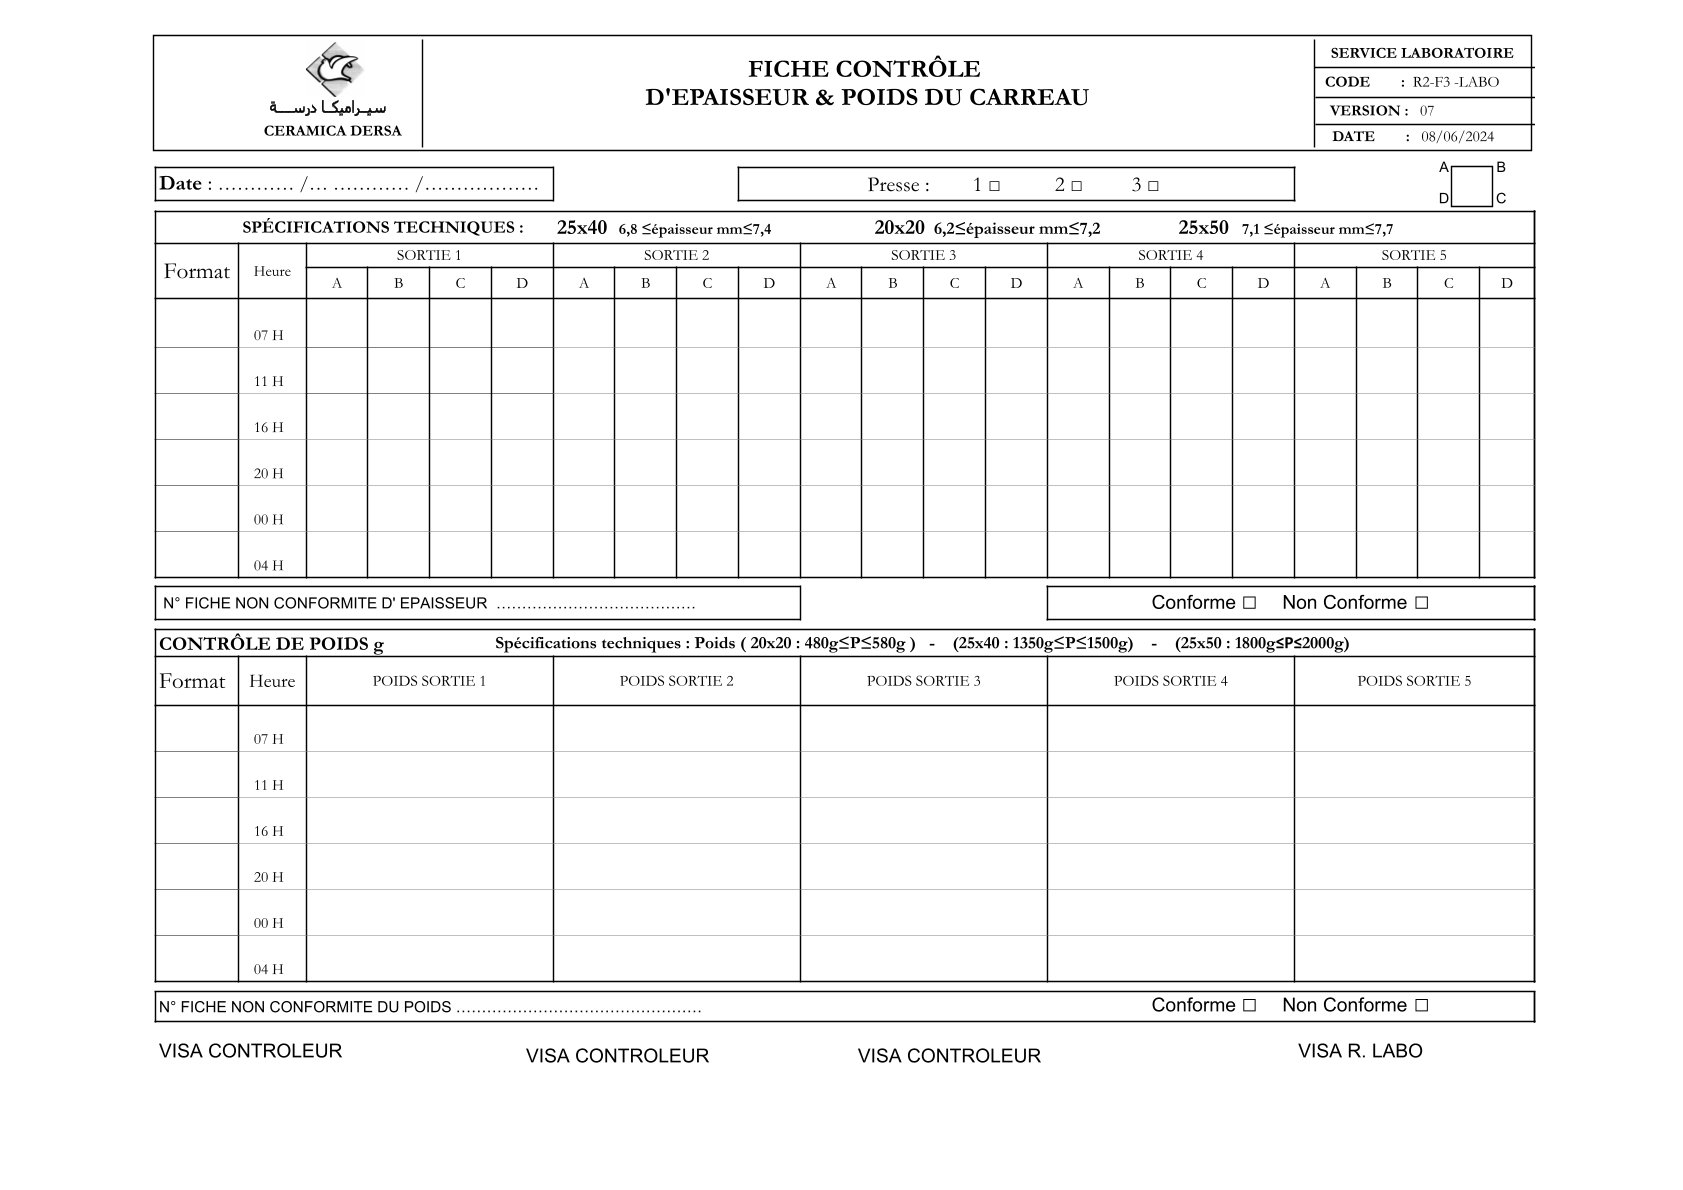 سيراميكا درسة
CERAMICA DERSA
FICHE CONTRÔLE
D'EPAISSEUR & POIDS DU CARREAU
SERVICE LABORATOIRE
CODE : R2-F3 -LABO
VERSION : 07
DATE : 08/06/2024
Date : ………… /… ………… /………………
Presse : 1 □ 2 □ 3 □
A B
D C
SPÉCIFICATIONS TECHNIQUES : 25x40 6,8 ≤épaisseur mm≤7,4 20x20 6,2≤épaisseur mm≤7,2 25x50 7,1 ≤épaisseur mm≤7,7
Format Heure SORTIE 1 SORTIE 2 SORTIE 3 SORTIE 4 SORTIE 5
A B C D A B C D A B C D A B C D A B C D
07 H
11 H
16 H
20 H
00 H
04 H
N° FICHE NON CONFORMITE D' EPAISSEUR …………………………………
Conforme □ Non Conforme □
CONTRÔLE DE POIDS g Spécifications techniques : Poids ( 20x20 : 480g≤P≤580g ) - (25x40 : 1350g≤P≤1500g) - (25x50 : 1800g≤P≤2000g)
Format Heure POIDS SORTIE 1 POIDS SORTIE 2 POIDS SORTIE 3 POIDS SORTIE 4 POIDS SORTIE 5
07 H
11 H
16 H
20 H
00 H
04 H
N° FICHE NON CONFORMITE DU POIDS ………………………………………… Conforme □ Non Conforme □
VISA CONTROLEUR VISA CONTROLEUR VISA CONTROLEUR VISA R. LABO